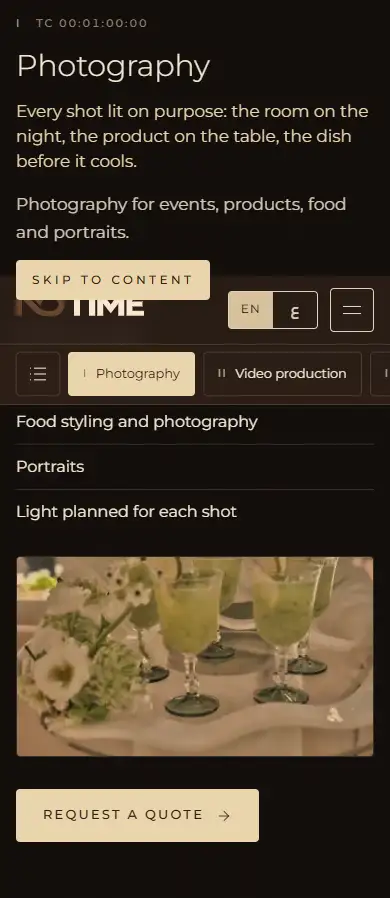 I TC 00:01:00:00
Photography
Every shot lit on purpose: the room on the
night, the product on the table, the dish
before it cools.
Photography for events, products, food
and portraits.
SKIP TO CONTENT
TIME
EN ع
I Photography
II Video production
Food styling and photography
Portraits
Light planned for each shot
REQUEST A QUOTE →